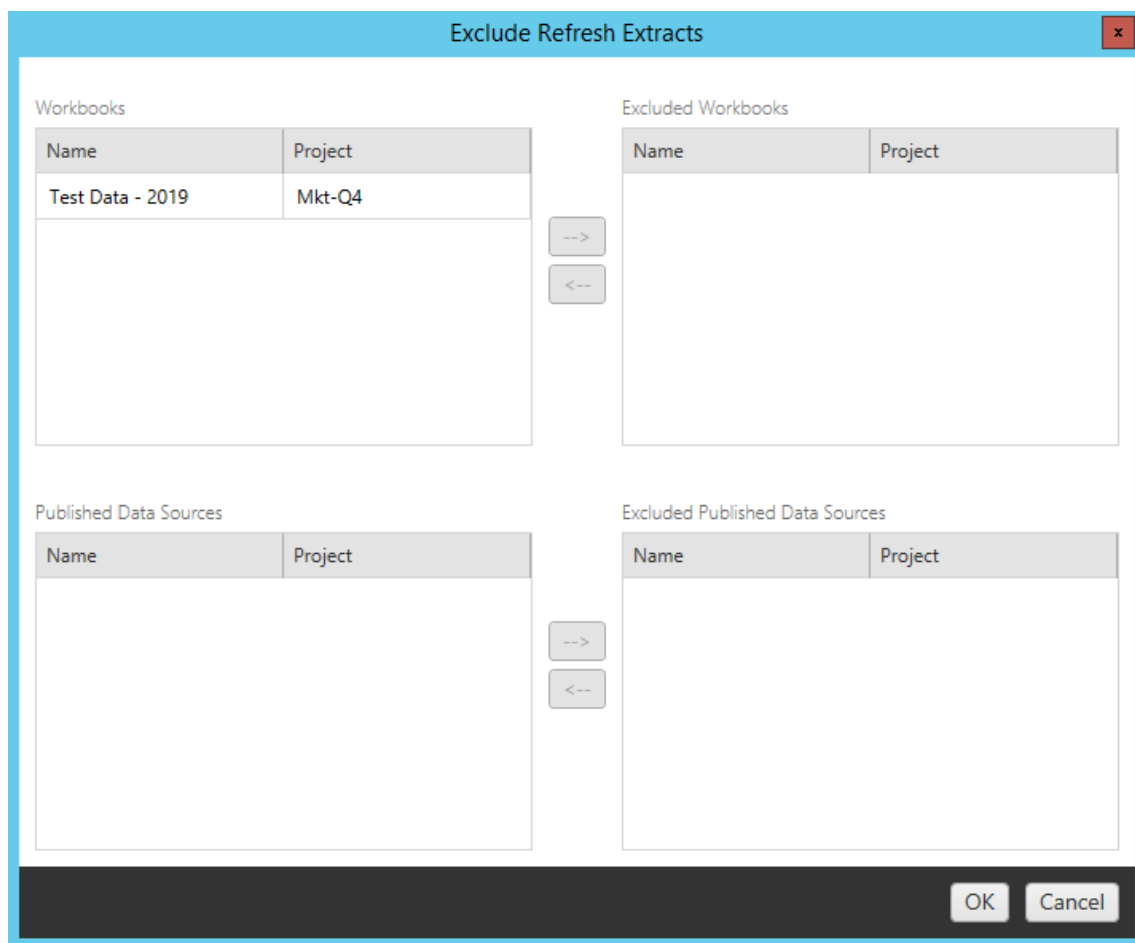 Exclude Refresh Extracts
x
Workbooks
Excluded Workbooks
Name Project
Name Project
Test Data - 2019 Mkt-Q4
-->
<--
Published Data Sources
Excluded Published Data Sources
Name Project
Name Project
-->
<--
OK Cancel